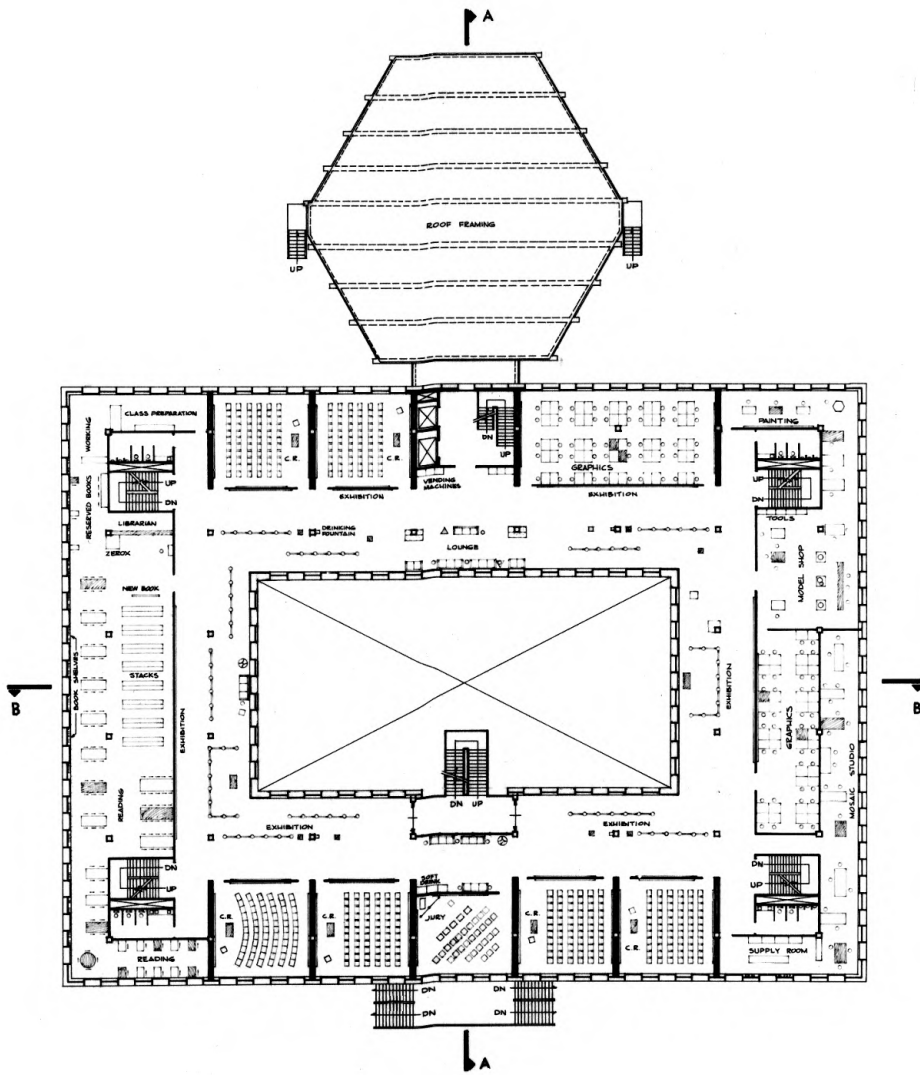 A
ROOF FRAMING
UP
UP
CLASS PREPARATION
WORKING
RESERVED BOOKS
C.R.
C.R.
DN
UP
PAINTING
GRAPHICS
VENDING
MACHINES
EXHIBITION
EXHIBITION
UP
DN
UP
DN
LIBRARIAN
ZEROX
DRINKING
FOUNTAIN
LOUNGE
TOOLS
MODEL SHOP
NEW BOOK
STACKS
BOOK SHELVES
B
B
EXHIBITION
EXHIBITION
GRAPHICS
MOSAIC STUDIO
READING
DN UP
EXHIBITION
EXHIBITION
DN
UP
DN
UP
SOFT
DRINK
JURY
C.R.
C.R.
C.R.
C.R.
READING
SUPPLY ROOM
DN
DN
DN
DN
A